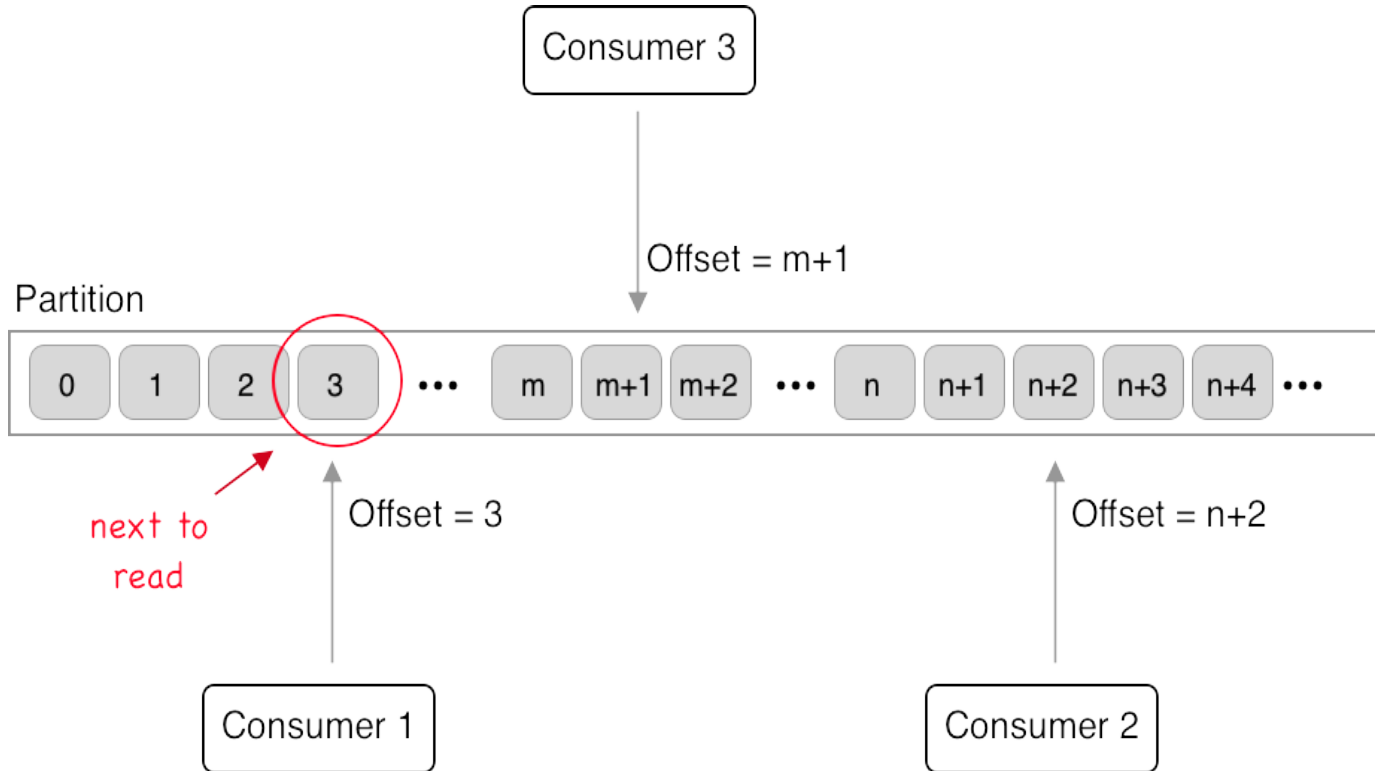 Consumer 3
Offset = m+1
Partition
0 1 2 3 ••• m m+1 m+2 ••• n n+1 n+2 n+3 n+4 •••
next to
read
Offset = 3
Offset = n+2
Consumer 1
Consumer 2